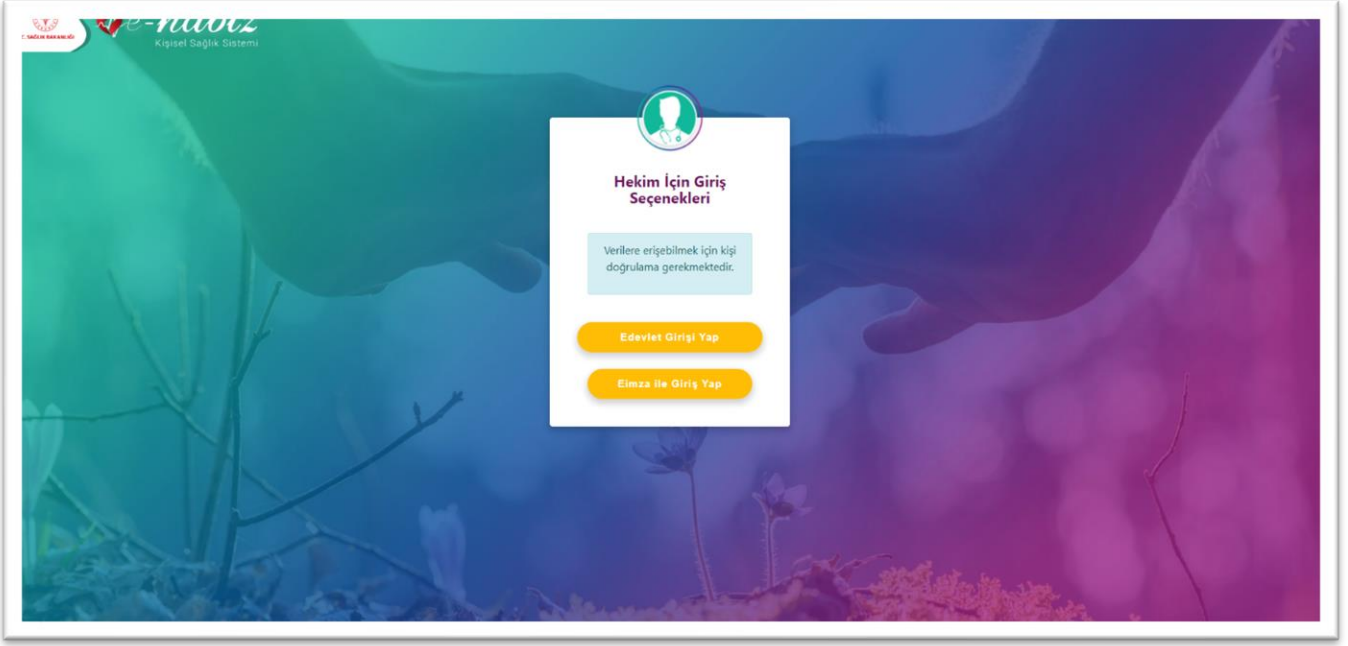 T.C. SAĞLIK BAKANLIĞI
e-nabız
Kişisel Sağlık Sistemi
Hekim İçin Giriş
Seçenekleri
Verilere erişebilmek için kişi
doğrulama gerekmektedir.
Edevlet Girişi Yap
Eimza ile Giriş Yap